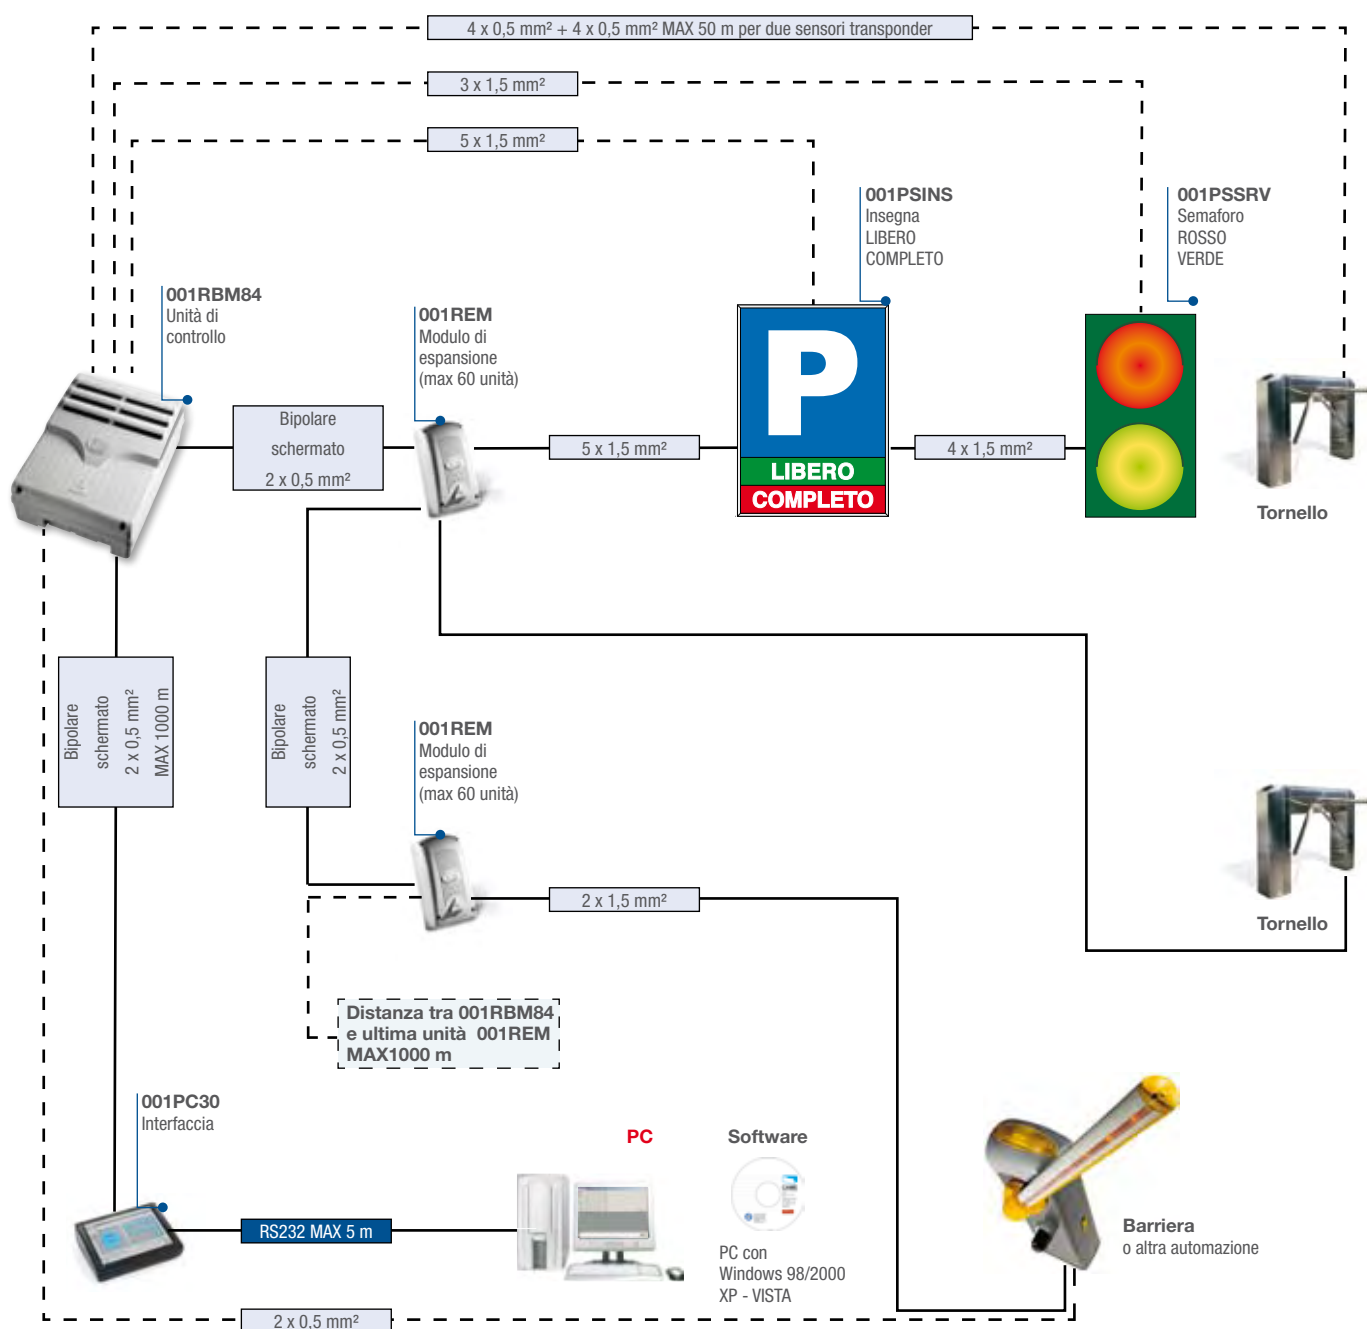 4 x 0,5 mm² + 4 x 0,5 mm² MAX 50 m per due sensori transponder
3 x 1,5 mm²
5 x 1,5 mm²
001PSINS
Insegna
LIBERO
COMPLETO
001PSSRV
Semaforo
ROSSO
VERDE
001RBM84
Unità di
controllo
001REM
Modulo di
espansione
(max 60 unità)
Bipolare
schermato
2 x 0,5 mm²
5 x 1,5 mm²
P
LIBERO
COMPLETO
4 x 1,5 mm²
Tornello
Bipolare
schermato
2 x 0,5 mm²
MAX 1000 m
Bipolare
schermato
2 x 0,5 mm²
001REM
Modulo di
espansione
(max 60 unità)
2 x 1,5 mm²
Tornello
Distanza tra 001RBM84
e ultima unità 001REM
MAX1000 m
001PC30
Interfaccia
RS232 MAX 5 m
PC
Software
PC con
Windows 98/2000
XP - VISTA
Barriera
o altra automazione
2 x 0,5 mm²